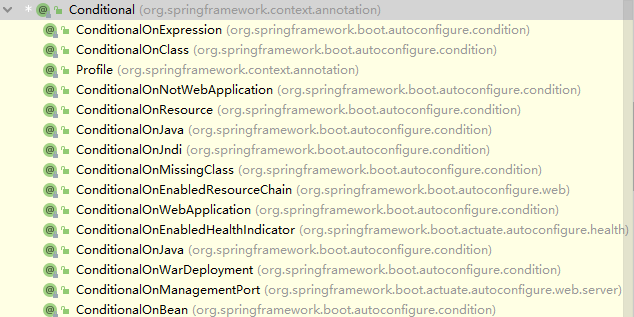 Conditional (org.springframework.context.annotation)
ConditionalOnExpression (org.springframework.boot.autoconfigure.condition)
ConditionalOnClass (org.springframework.boot.autoconfigure.condition)
Profile (org.springframework.context.annotation)
ConditionalOnNotWebApplication (org.springframework.boot.autoconfigure.condition)
ConditionalOnResource (org.springframework.boot.autoconfigure.condition)
ConditionalOnJava (org.springframework.boot.autoconfigure.condition)
ConditionalOnJndi (org.springframework.boot.autoconfigure.condition)
ConditionalOnMissingClass (org.springframework.boot.autoconfigure.condition)
ConditionalOnEnabledResourceChain (org.springframework.boot.autoconfigure.web)
ConditionalOnWebApplication (org.springframework.boot.autoconfigure.condition)
ConditionalOnEnabledHealthIndicator (org.springframework.boot.actuate.autoconfigure.health)
ConditionalOnJava (org.springframework.boot.autoconfigure.condition)
ConditionalOnWarDeployment (org.springframework.boot.autoconfigure.condition)
ConditionalOnManagementPort (org.springframework.boot.actuate.autoconfigure.web.server)
ConditionalOnBean (org.springframework.boot.autoconfigure.condition)